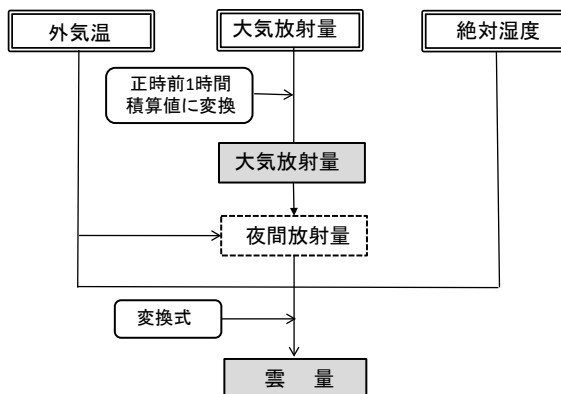 外気温
大気放射量
絶対湿度
正時前1時間
積算値に変換
大気放射量
夜間放射量
変換式
雲 量